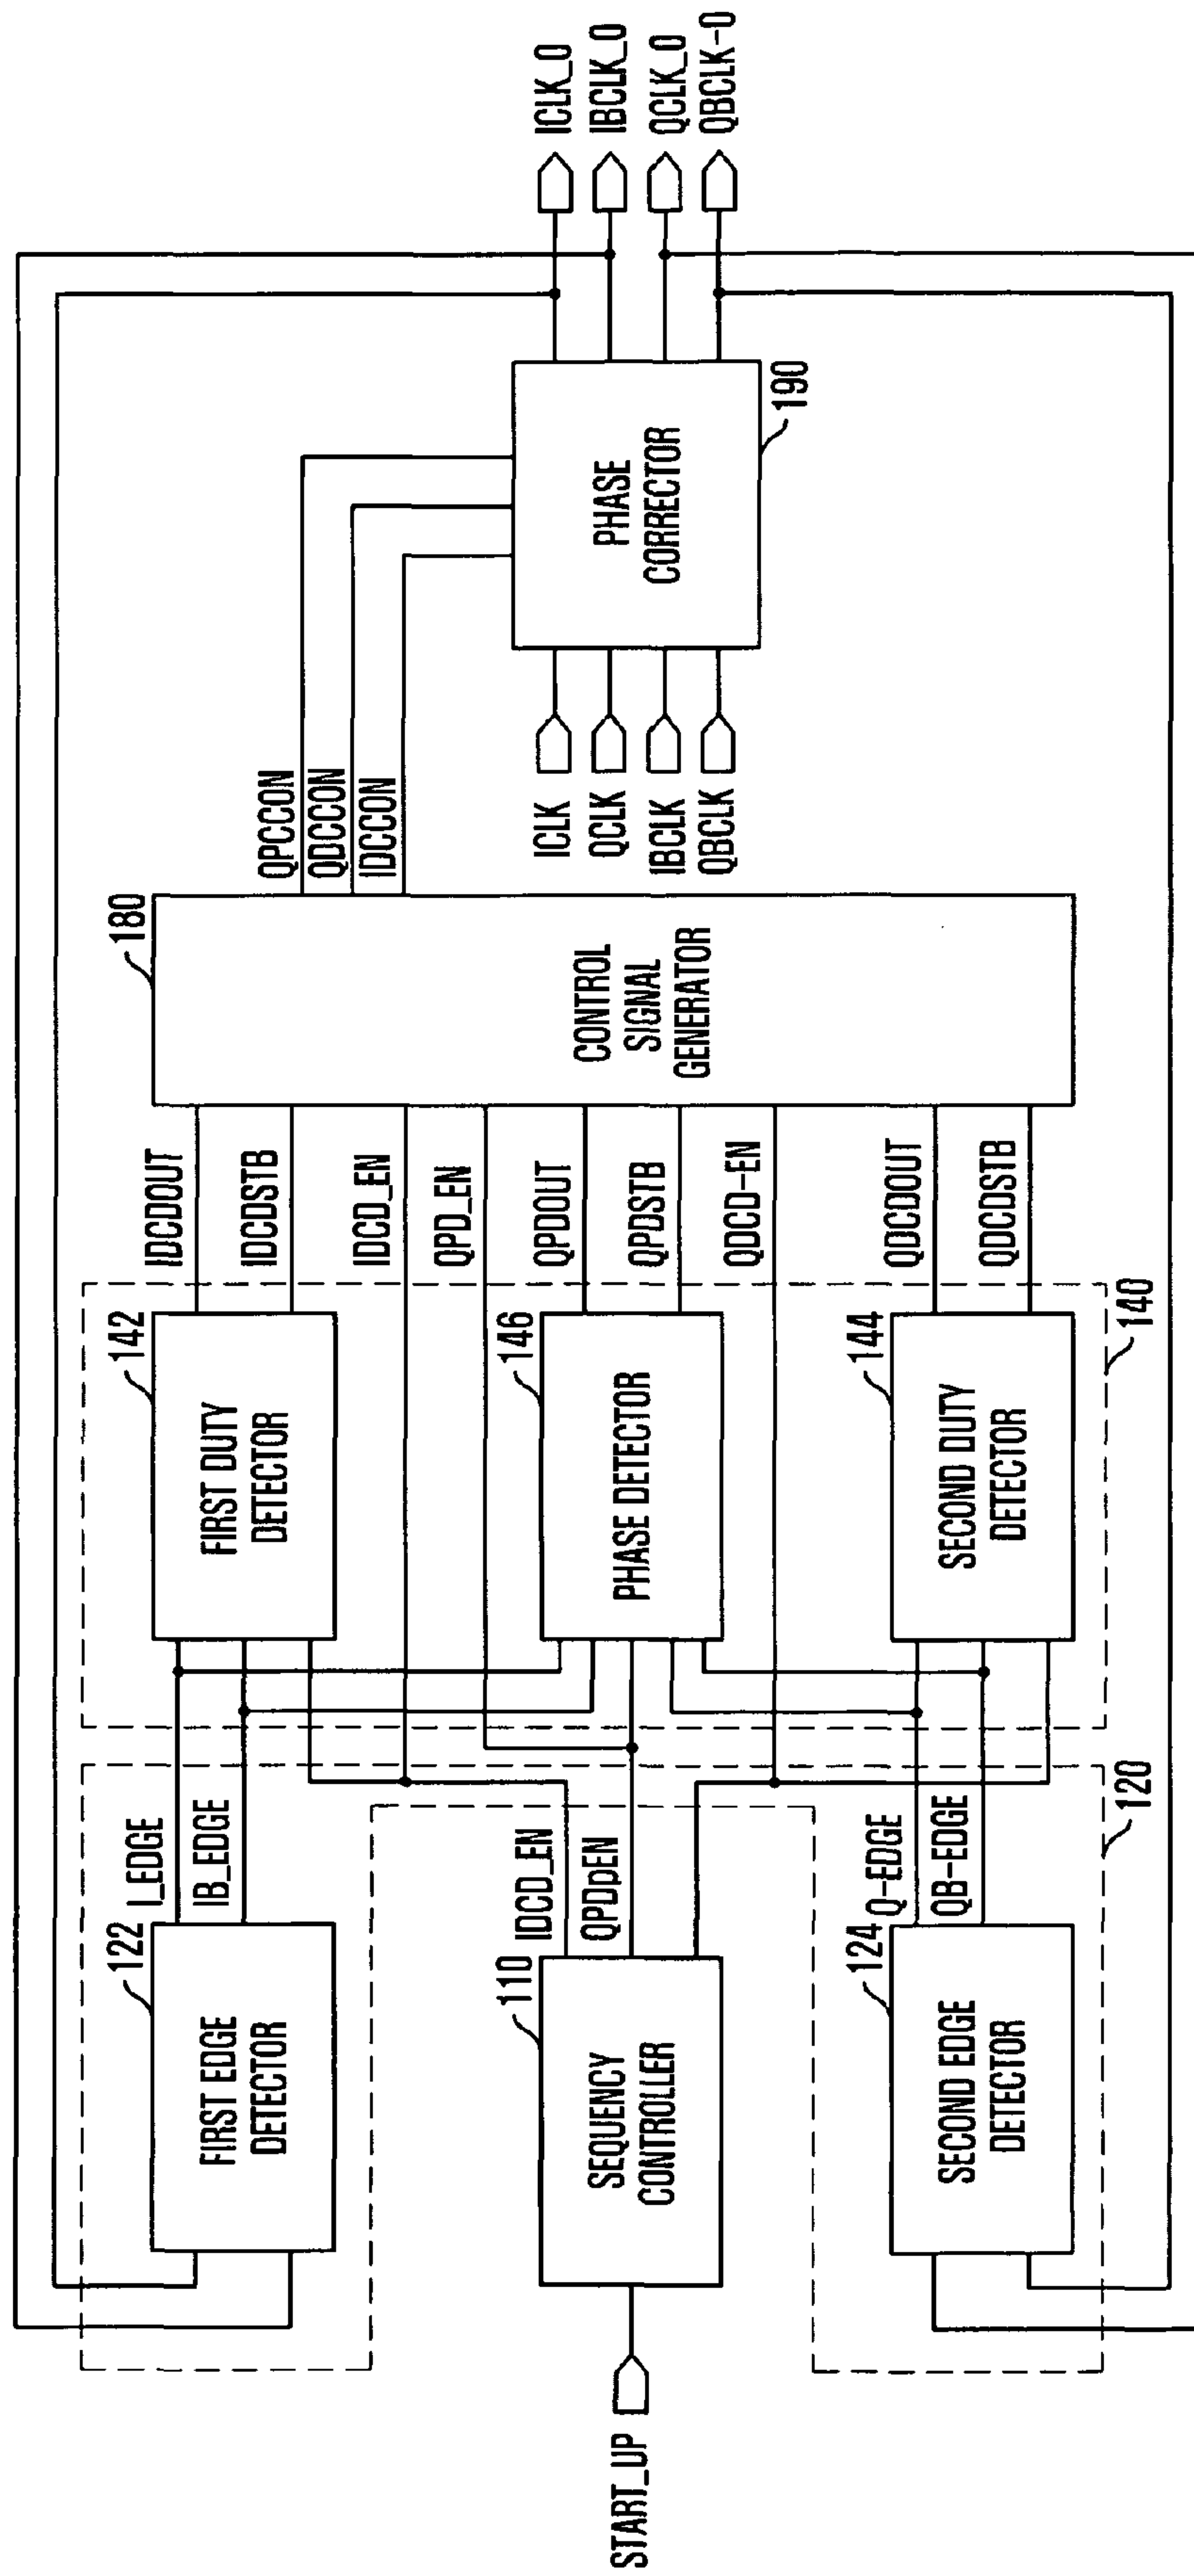 122
FIRST EDGE
DETECTOR
I_EDGE
IB_EDGE
142
FIRST DUTY
DETECTOR
IDCDOUT
IDCDSTB
IDCD_EN
QPD_EN
START_UP
110
SEQUENCY
CONTROLLER
IDCD_EN
QPDpEN
146
PHASE DETECTOR
QPDOUT
QPDSTB
QDCD-EN
124
SECOND EDGE
DETECTOR
Q-EDGE
QB-EDGE
120
144
SECOND DUTY
DETECTOR
140
QDCDOUT
QDCDSTB
180
CONTROL
SIGNAL
GENERATOR
QPCCON
QDCCON
IDCCON
ICLK
QCLK
IBCLK
QBCLK
PHASE
CORRECTOR
190
ICLK_O
IBCLK_O
QCLK_O
QBCLK-O